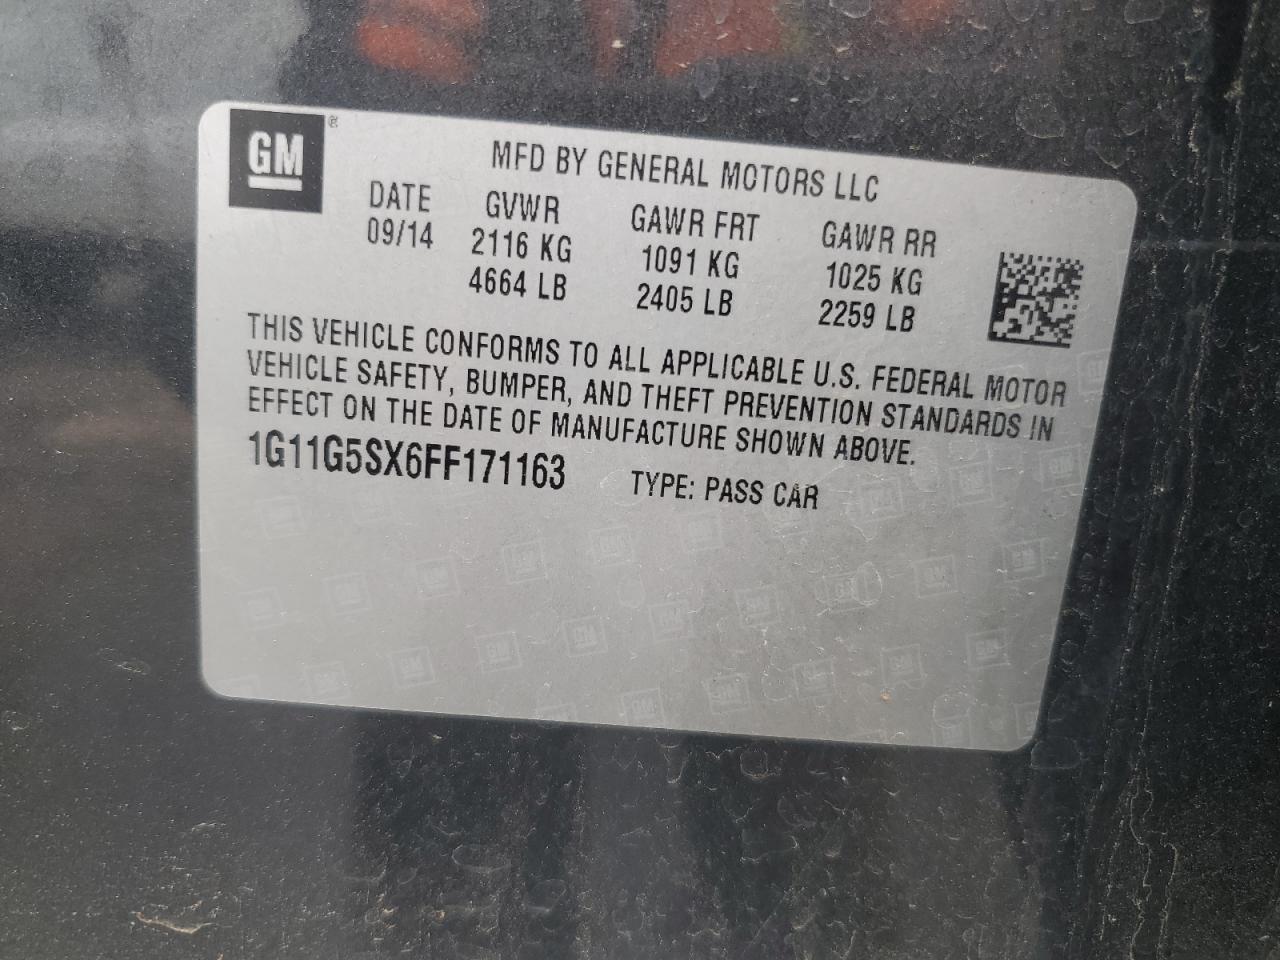 GM ®
MFD BY GENERAL MOTORS LLC
DATE GVWR GAWR FRT GAWR RR
09/14 2116 KG 1091 KG 1025 KG
4664 LB 2405 LB 2259 LB
THIS VEHICLE CONFORMS TO ALL APPLICABLE U.S. FEDERAL MOTOR
VEHICLE SAFETY, BUMPER, AND THEFT PREVENTION STANDARDS IN
EFFECT ON THE DATE OF MANUFACTURE SHOWN ABOVE.
1G11G5SX6FF171163 TYPE: PASS CAR